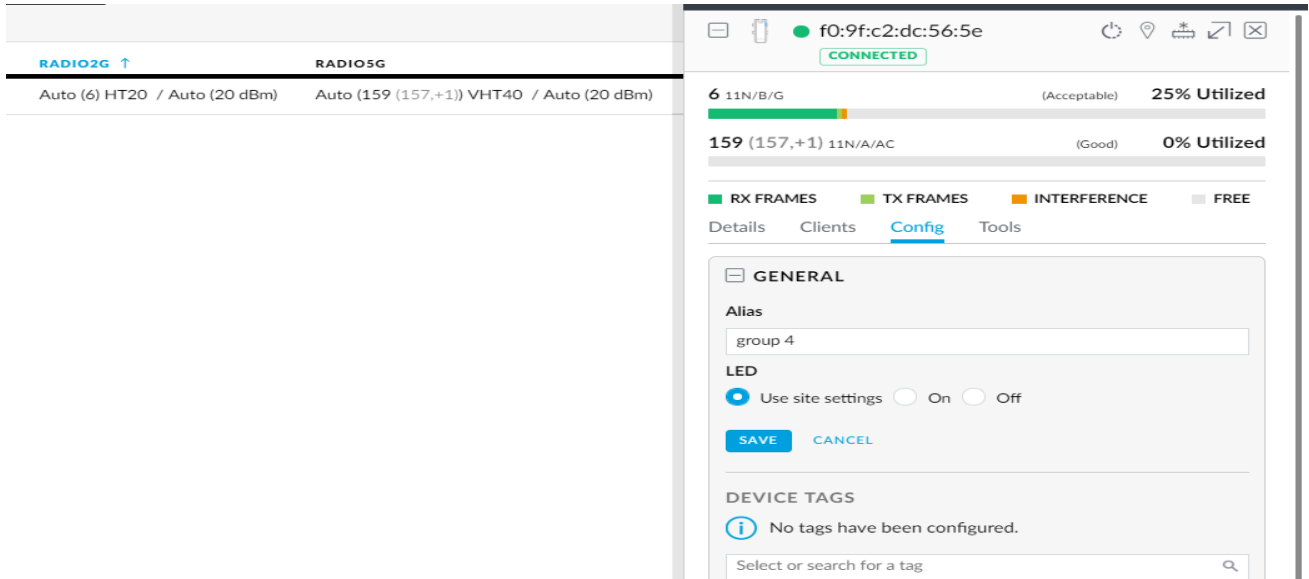 RADIO2G ↑ RADIO5G
Auto (6) HT20 / Auto (20 dBm) Auto (159 (157,+1)) VHT40 / Auto (20 dBm)
f0:9f:c2:dc:56:5e
CONNECTED
6 11N/B/G (Acceptable) 25% Utilized
159 (157,+1) 11N/A/AC (Good) 0% Utilized
RX FRAMES TX FRAMES INTERFERENCE FREE
Details Clients Config Tools
GENERAL
Alias
group 4
LED
Use site settings On Off
SAVE CANCEL
DEVICE TAGS
No tags have been configured.
Select or search for a tag